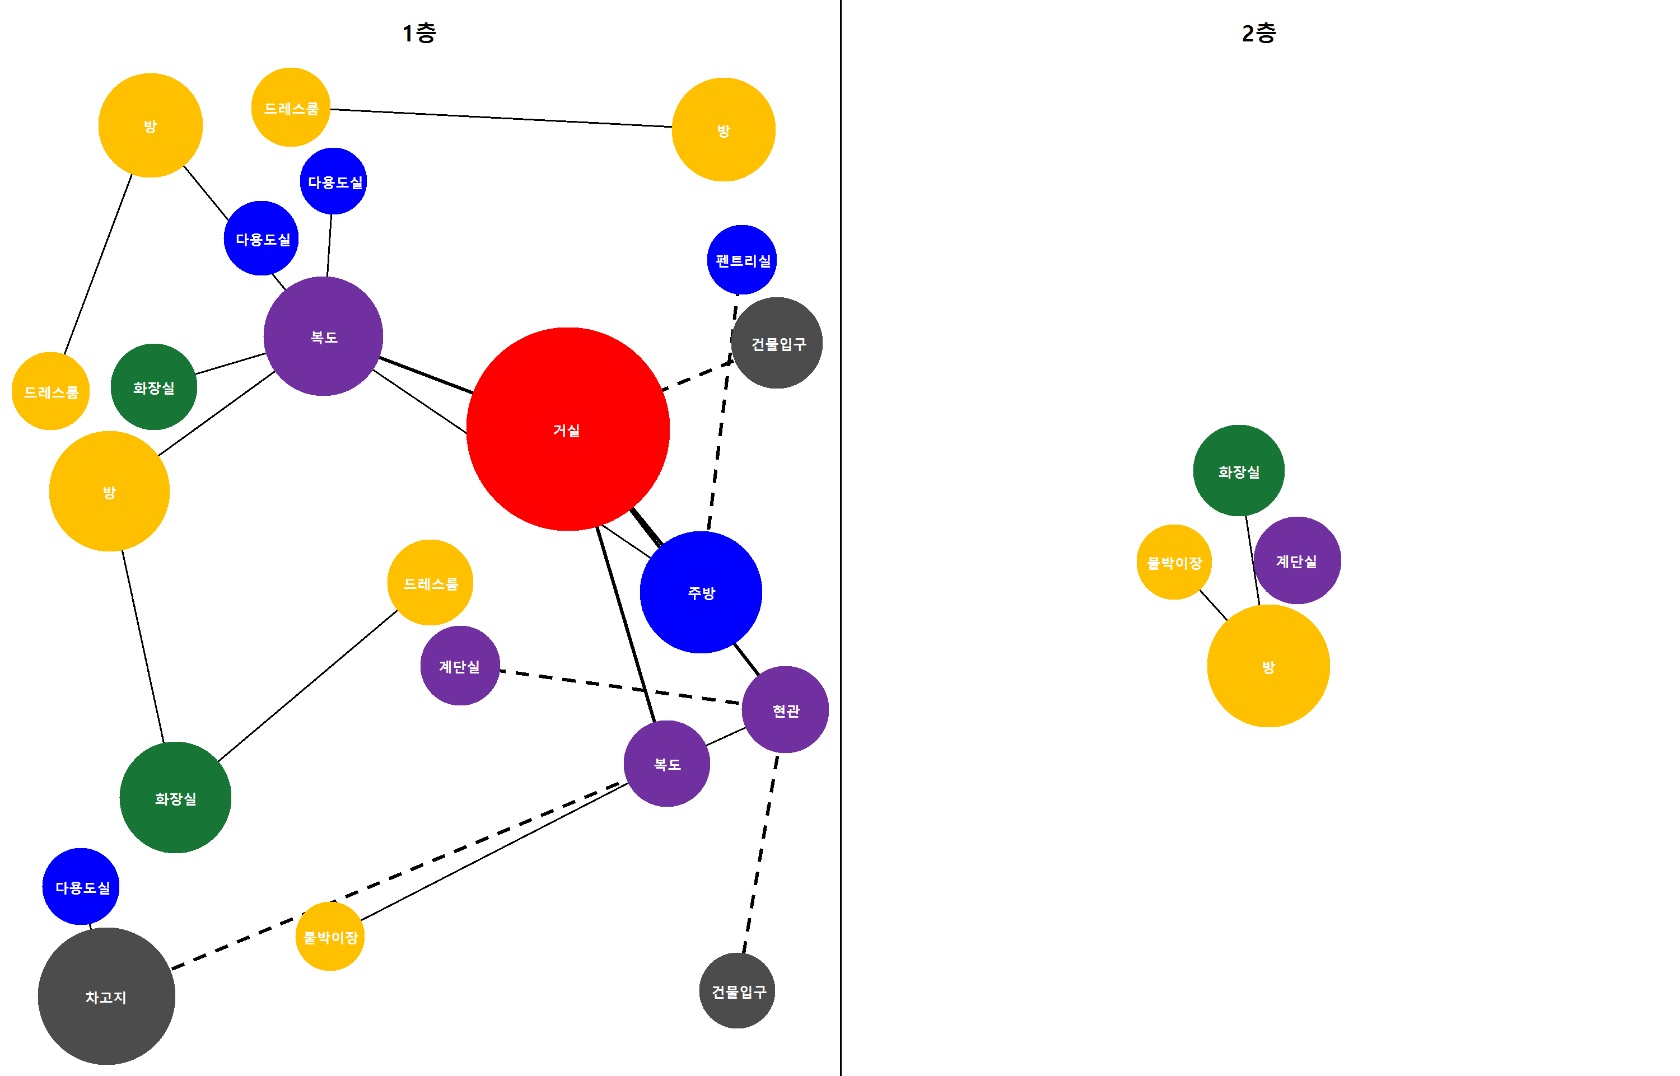 1층
방
드레스룸
방
다용도실
다용도실
펜트리실
복도
건물입구
드레스룸
화장실
거실
방
드레스룸
주방
계단실
현관
복도
화장실
다용도실
붙박이장
차고지
건물입구
2층
화장실
붙박이장
계단실
방